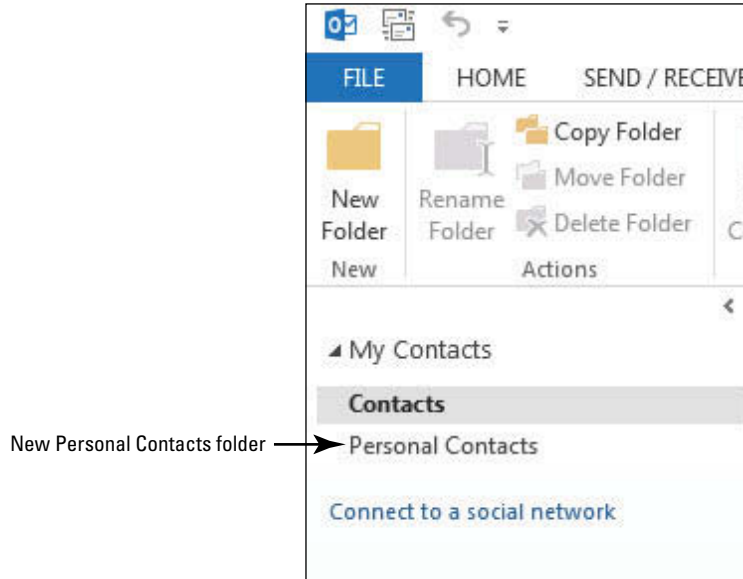 FILE HOME SEND / RECEIVE
Copy Folder
Move Folder
New Folder
Rename Folder
Delete Folder
C
New
Actions
My Contacts
Contacts
New Personal Contacts folder
Personal Contacts
Connect to a social network